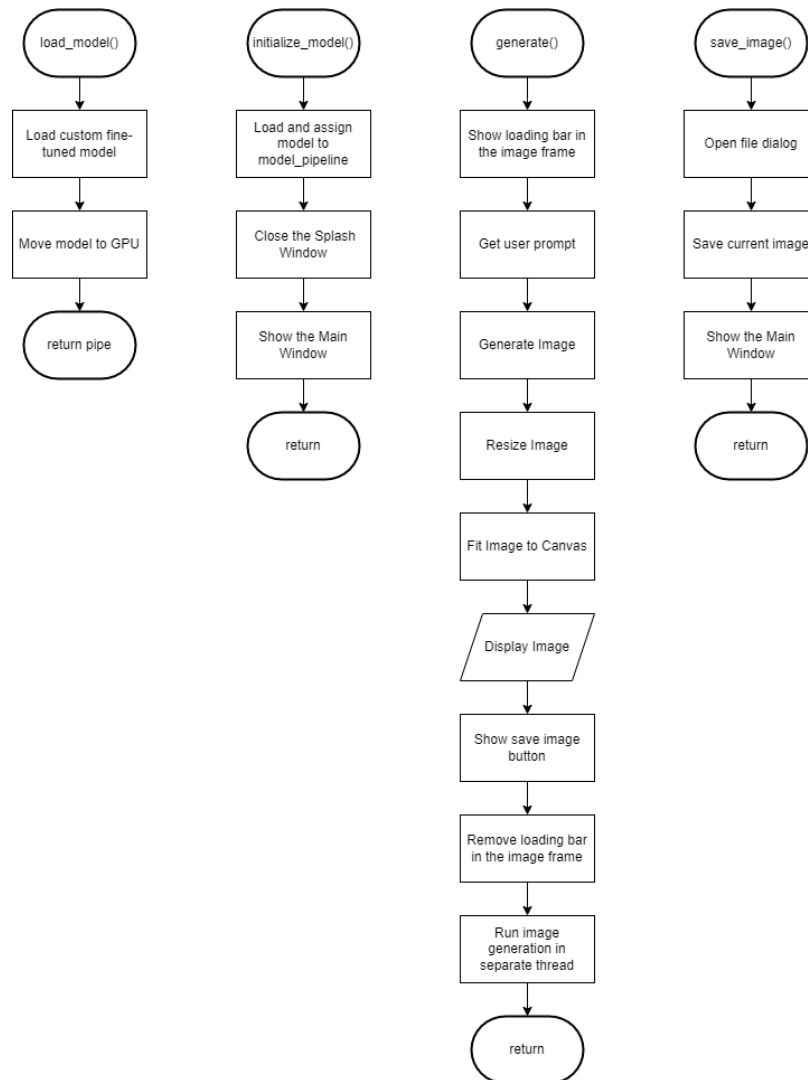 load_model()
Load custom fine-
tuned model
Move model to GPU
return pipe
initialize_model()
Load and assign
model to
model_pipeline
Close the Splash
Window
Show the Main
Window
return
generate()
Show loading bar in
the image frame
Get user prompt
Generate Image
Resize Image
Fit Image to Canvas
Display Image
Show save image
button
Remove loading bar
in the image frame
Run image
generation in
separate thread
return
save_image()
Open file dialog
Save current image
Show the Main
Window
return